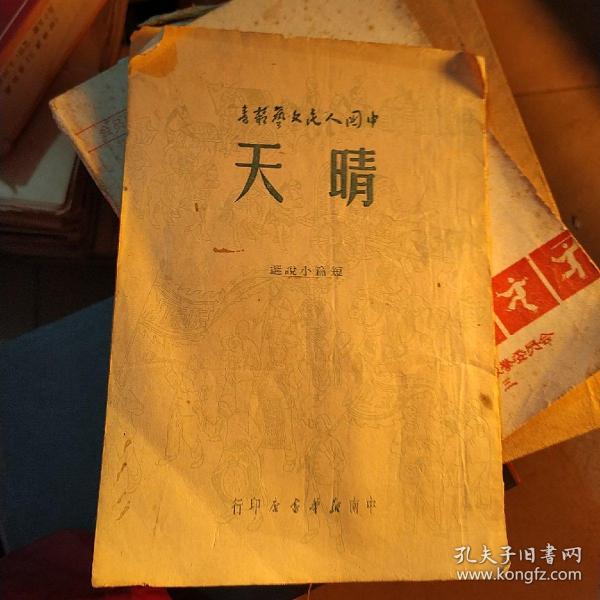 中国人民文藝叢書
晴天
短篇小說選
中南新華書店印行
孔夫子旧书网
www.kongfz.com